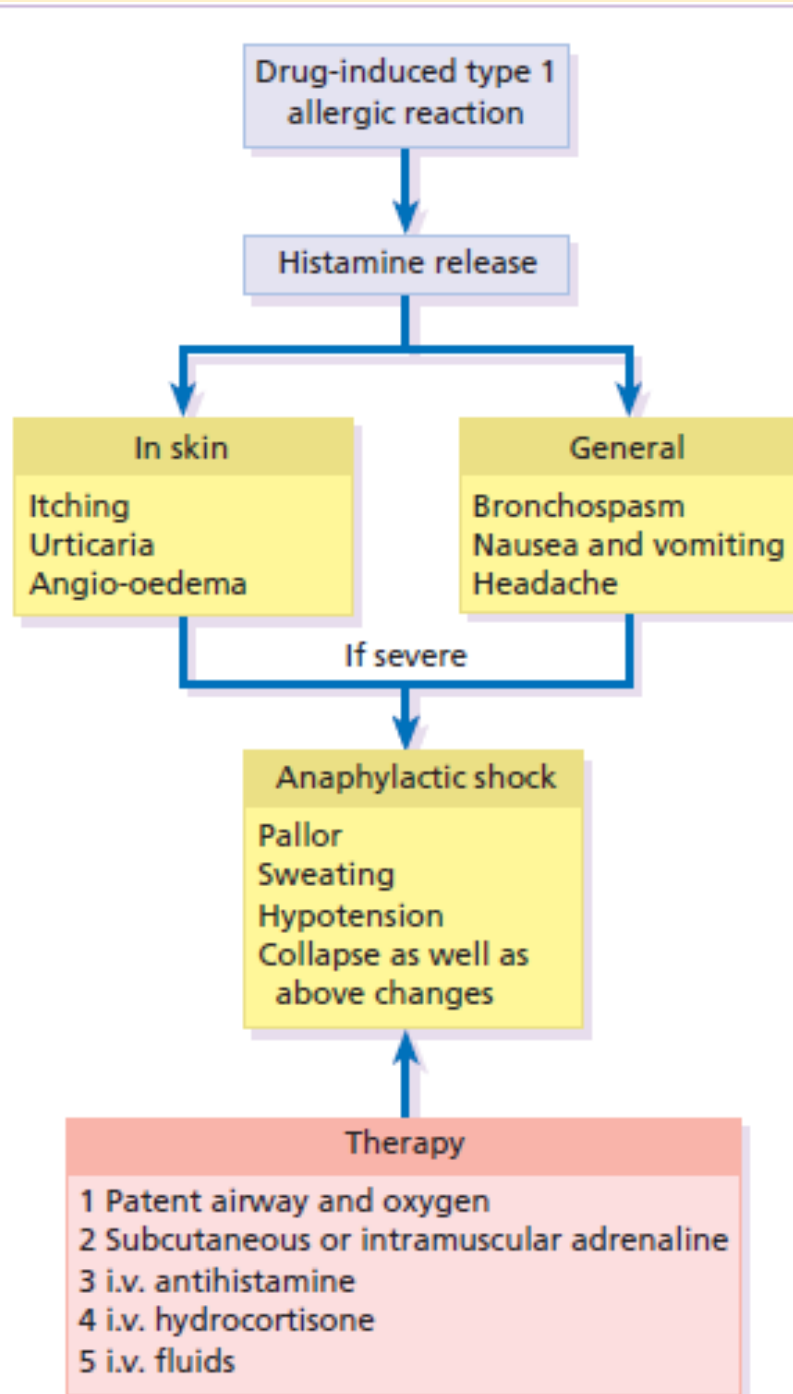 Drug-induced type 1
allergic reaction
Histamine release
In skin
Itching
Urticaria
Angio-oedema
General
Bronchospasm
Nausea and vomiting
Headache
If severe
Anaphylactic shock
Pallor
Sweating
Hypotension
Collapse as well as
above changes
Therapy
1 Patent airway and oxygen
2 Subcutaneous or intramuscular adrenaline
3 i.v. antihistamine
4 i.v. hydrocortisone
5 i.v. fluids